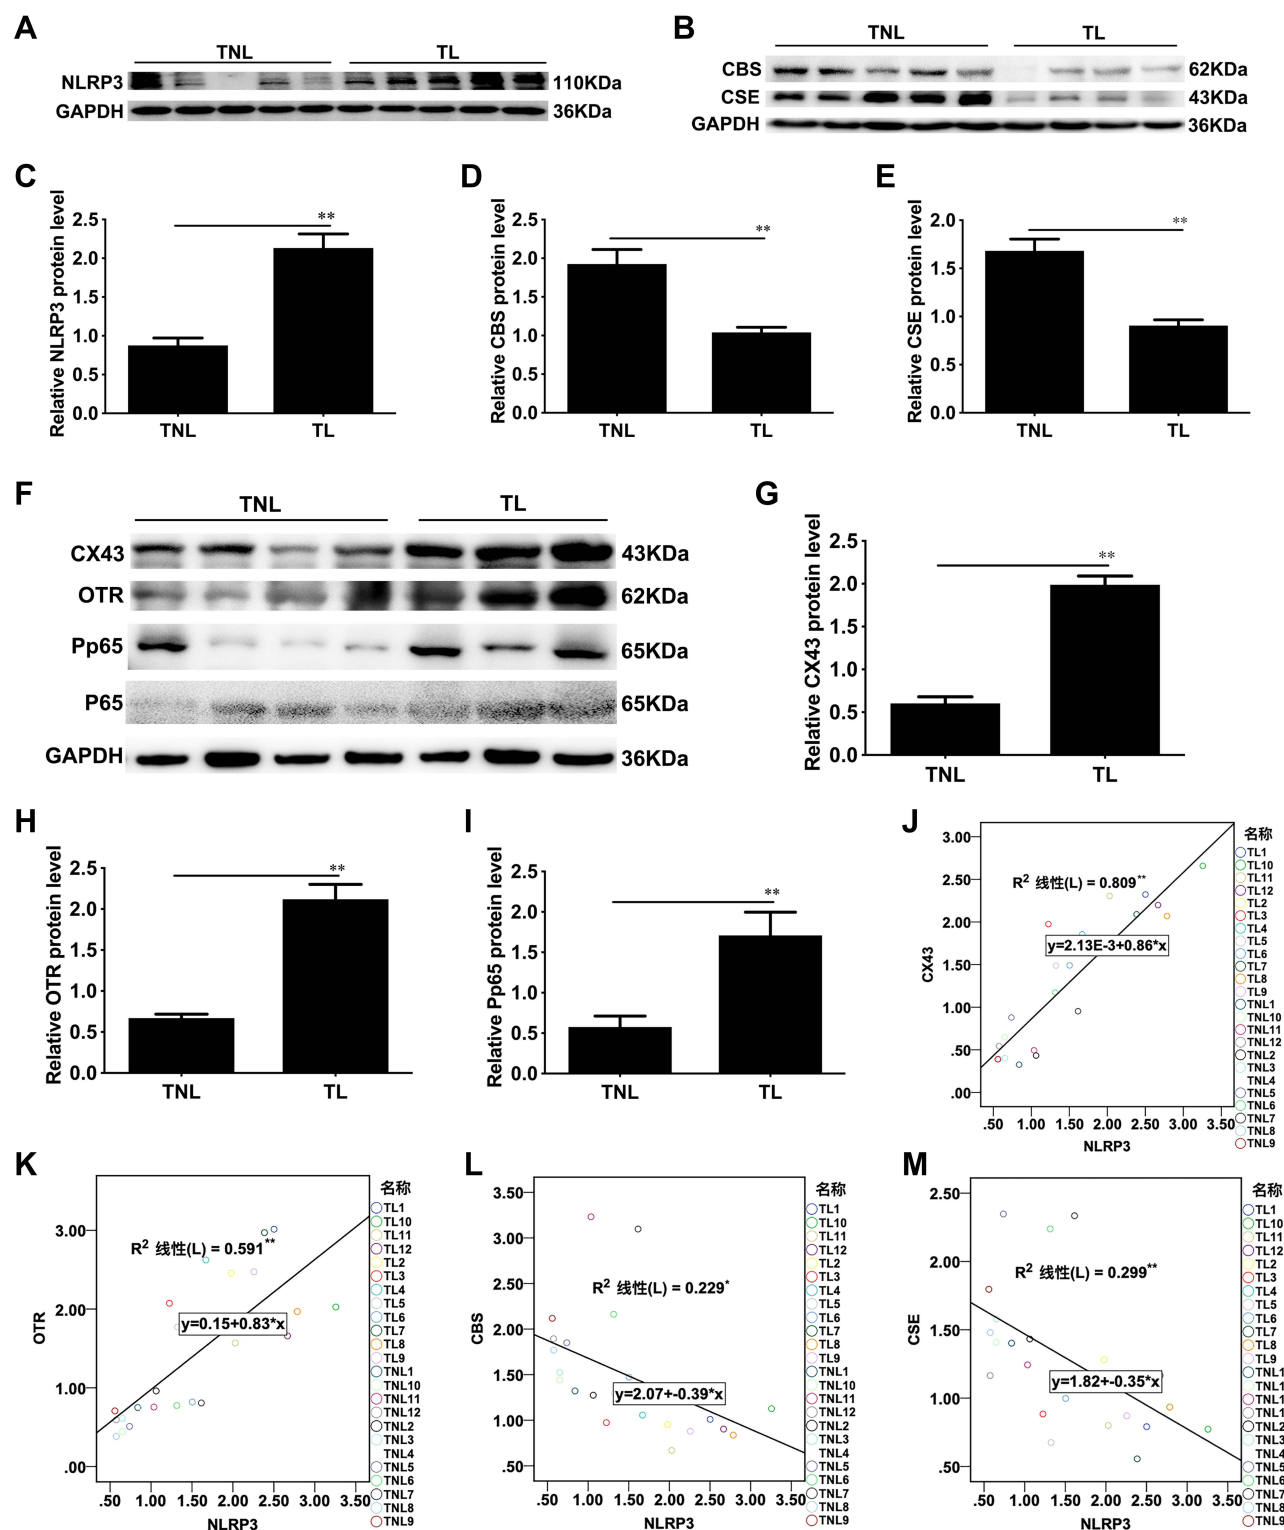 A
TNL TL
NLRP3 110KDa
GAPDH 36KDa
B
TNL TL
CBS 62KDa
CSE 43KDa
GAPDH 36KDa
C
Relative NLRP3 protein level
2.5
2.0
1.5
1.0
0.5
0.0
**
TNL TL
D
Relative CBS protein level
2.5
2.0
1.5
1.0
0.5
0.0
**
TNL TL
E
Relative CSE protein level
2.0
1.5
1.0
0.5
0.0
**
TNL TL
F
TNL TL
CX43 43KDa
OTR 62KDa
Pp65 65KDa
P65 65KDa
GAPDH 36KDa
G
Relative CX43 protein level
2.5
2.0
1.5
1.0
0.5
0.0
**
TNL TL
H
Relative OTR protein level
2.5
2.0
1.5
1.0
0.5
0.0
**
TNL TL
I
Relative Pp65 protein level
2.5
2.0
1.5
1.0
0.5
0.0
**
TNL TL
J
CX43
3.00
2.50
2.00
1.50
1.00
.50
.00
R² 线性(L) = 0.809**
y=2.13E-3+0.86*x
.50 1.00 1.50 2.00 2.50 3.00 3.50
NLRP3
名称
TL1
TL10
TL11
TL12
TL2
TL3
TL4
TL5
TL6
TL7
TL8
TL9
TNL1
TNL10
TNL11
TNL12
TNL2
TNL3
TNL4
TNL5
TNL6
TNL7
TNL8
TNL9
K
OTR
3.00
2.00
1.00
.00
R² 线性(L) = 0.591**
y=0.15+0.83*x
.50 1.00 1.50 2.00 2.50 3.00 3.50
NLRP3
名称
TL1
TL10
TL11
TL12
TL2
TL3
TL4
TL5
TL6
TL7
TL8
TL9
TNL1
TNL10
TNL11
TNL12
TNL2
TNL3
TNL4
TNL5
TNL6
TNL7
TNL8
TNL9
L
CBS
3.50
3.00
2.50
2.00
1.50
1.00
.50
R² 线性(L) = 0.229*
y=2.07+-0.39*x
.50 1.00 1.50 2.00 2.50 3.00 3.50
NLRP3
名称
TL1
TL10
TL11
TL12
TL2
TL3
TL4
TL5
TL6
TL7
TL8
TL9
TNL1
TNL10
TNL11
TNL12
TNL2
TNL3
TNL4
TNL5
TNL6
TNL7
TNL8
TNL9
M
CSE
2.50
2.00
1.50
1.00
.50
R² 线性(L) = 0.299**
y=1.82+-0.35*x
.50 1.00 1.50 2.00 2.50 3.00 3.50
NLRP3
名称
TL1
TL10
TL11
TL12
TL2
TL3
TL4
TL5
TL6
TL7
TL8
TL9
TNL1
TNL1
TNL1
TNL1
TNL2
TNL3
TNL4
TNL5
TNL6
TNL7
TNL8
TNL9